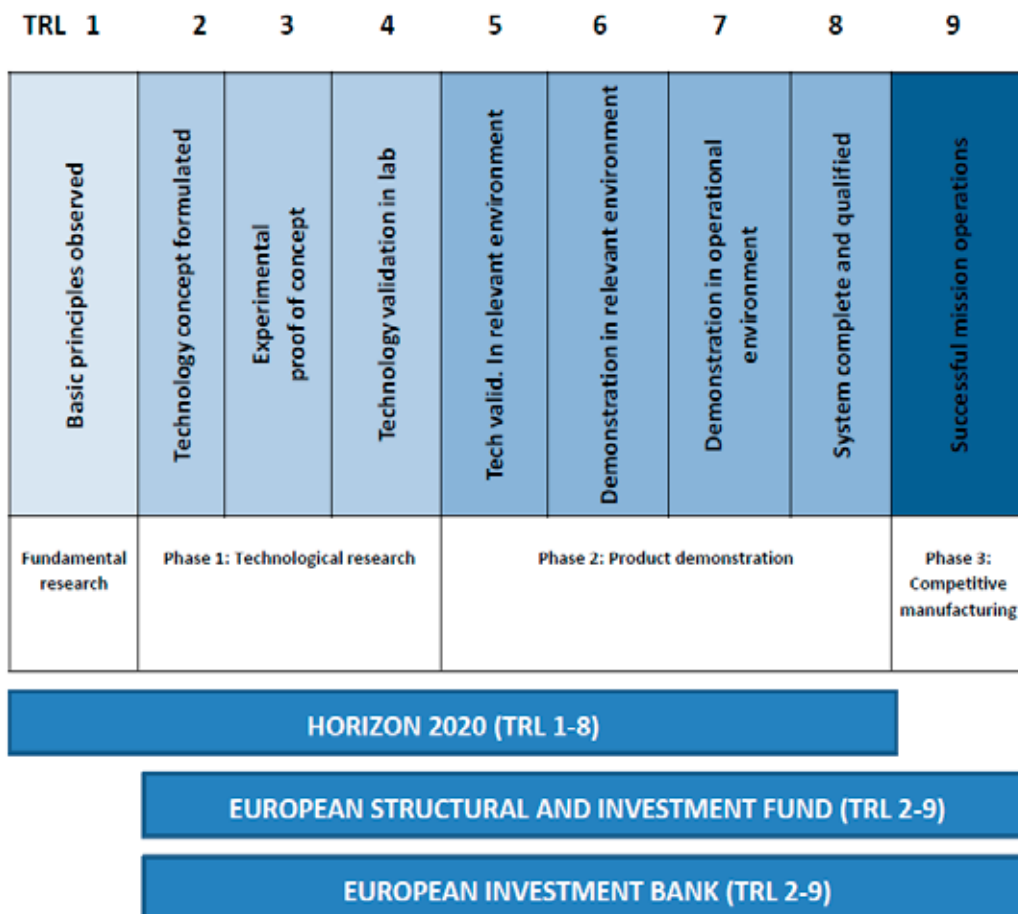 TRL 1 2 3 4 5 6 7 8 9
Basic principles observed
Technology concept formulated
Experimental
proof of concept
Technology validation in lab
Tech valid. In relevant environment
Demonstration in relevant environment
Demonstration in operational
environment
System complete and qualified
Successful mission operations
Fundamental
research
Phase 1: Technological research
Phase 2: Product demonstration
Phase 3:
Competitive
manufacturing
HORIZON 2020 (TRL 1-8)
EUROPEAN STRUCTURAL AND INVESTMENT FUND (TRL 2-9)
EUROPEAN INVESTMENT BANK (TRL 2-9)